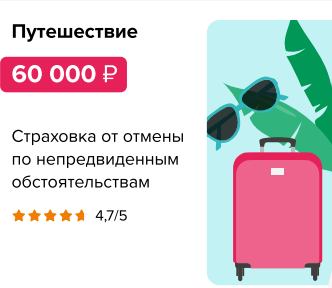 Путешествие
60 000 ₽
Страховка от отмены
по непредвиденным
обстоятельствам
4,7/5